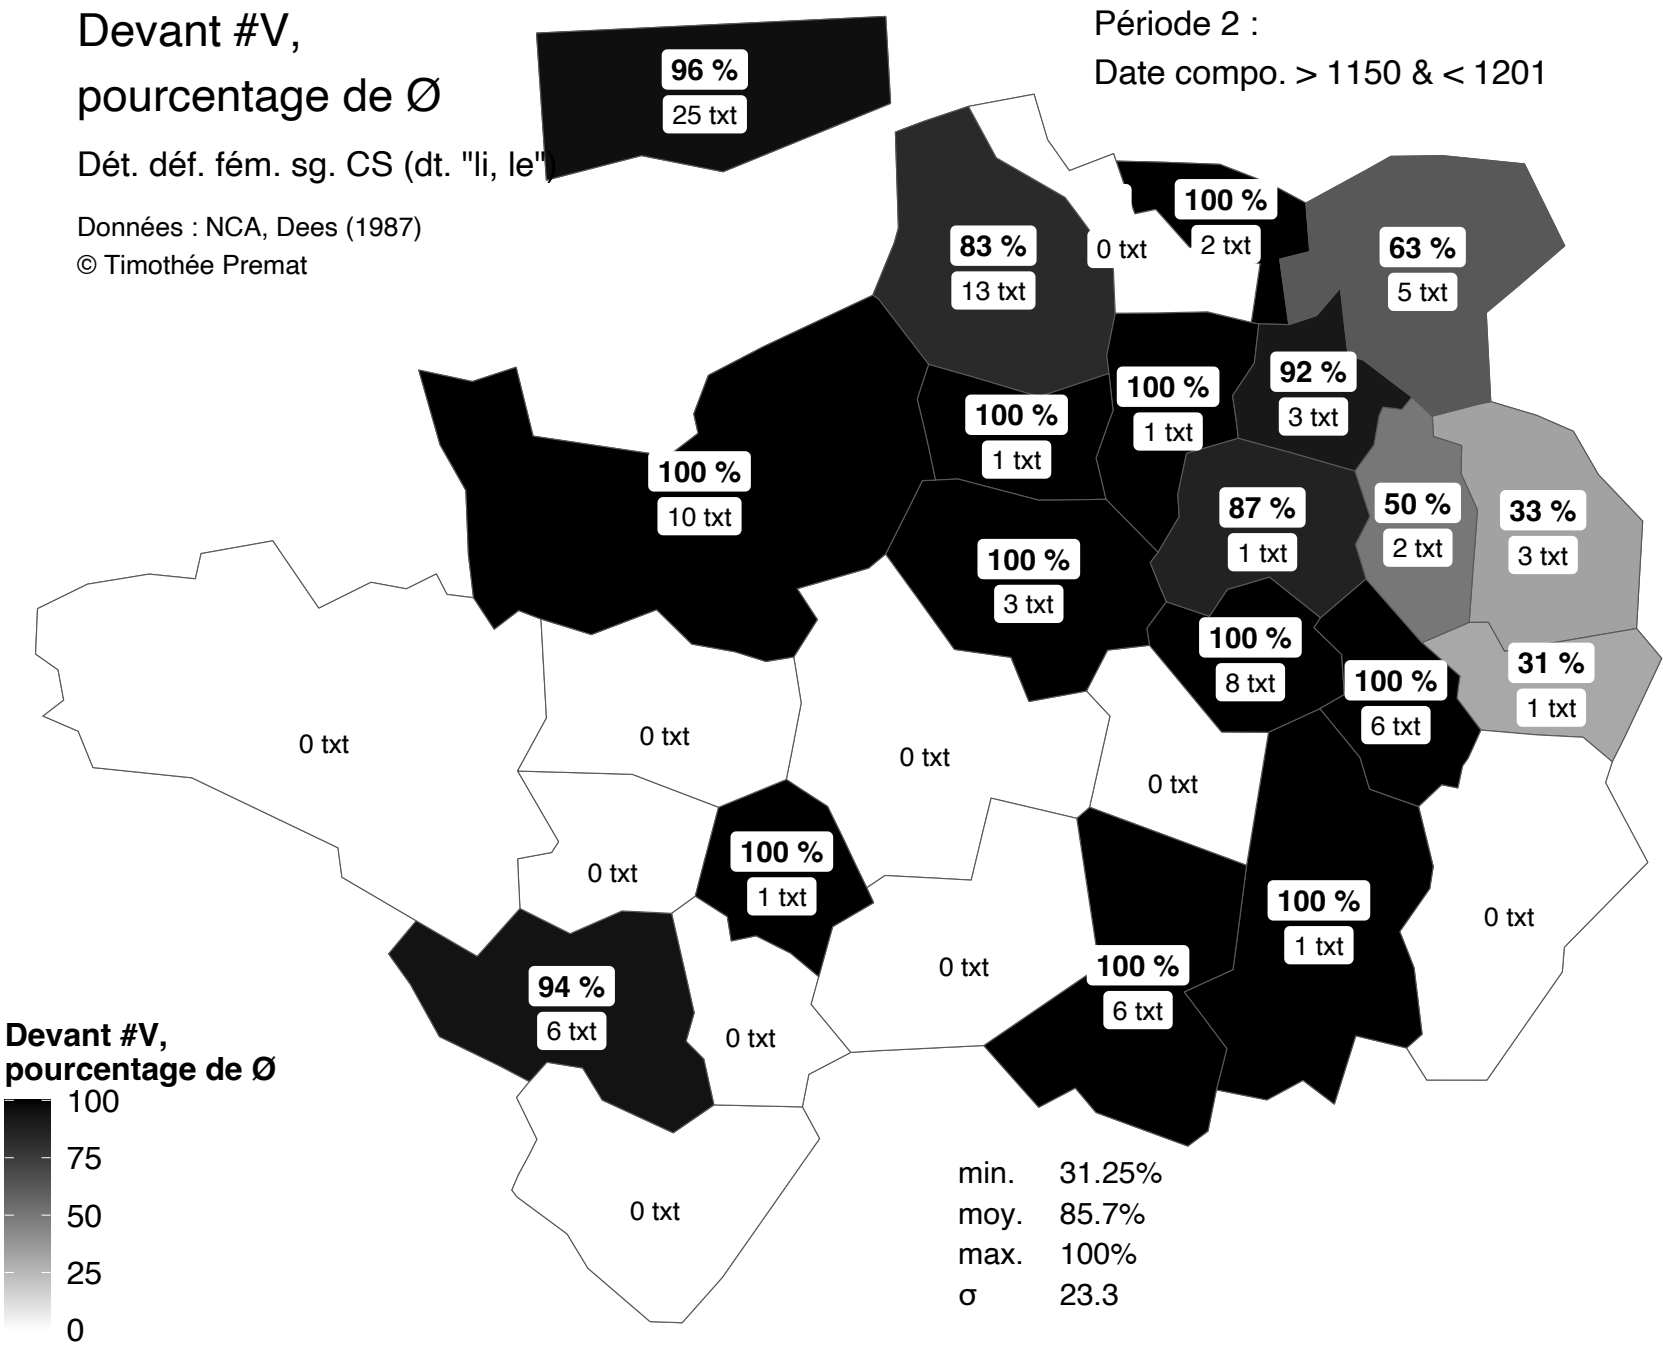 Devant #V,
pourcentage de Ø
Dét. déf. fém. sg. CS (dt. "li, le")
Données : NCA, Dees (1987)
© Timothée Premat
Période 2 :
Date compo. > 1150 & < 1201
96 %
25 txt
100 %
2 txt
83 %
13 txt
0 txt
63 %
5 txt
92 %
3 txt
100 %
1 txt
100 %
1 txt
100 %
10 txt
87 %
1 txt
50 %
2 txt
33 %
3 txt
100 %
3 txt
100 %
8 txt
100 %
6 txt
31 %
1 txt
0 txt
0 txt
0 txt
0 txt
0 txt
100 %
1 txt
100 %
1 txt
0 txt
94 %
6 txt
0 txt
0 txt
100 %
6 txt
0 txt
Devant #V,
pourcentage de Ø
100
75
50
25
0
min. 31.25%
moy. 85.7%
max. 100%
σ 23.3